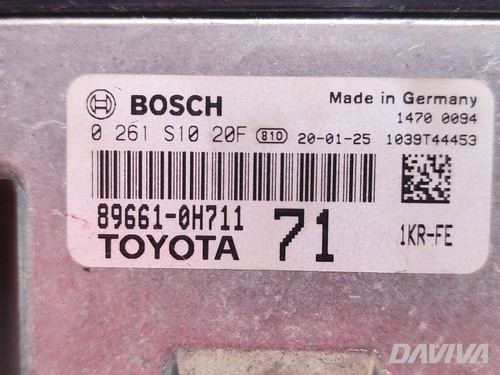 BOSCH
Made in Germany
1470 0094
0 261 S10 20F 810 20-01-25 1039T44453
89661-0H711
TOYOTA
71
1KR-FE
DAVIVA